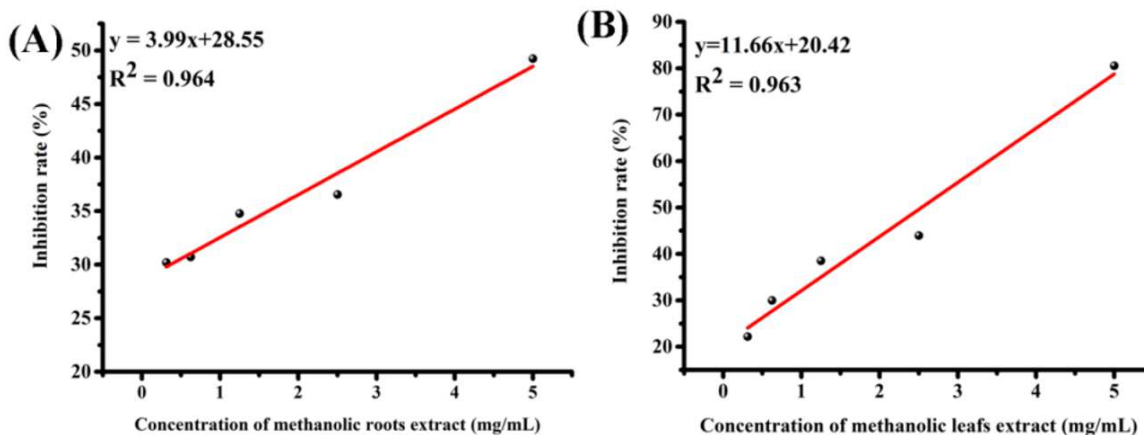 (A)
y = 3.99x+28.55
R² = 0.964
Inhibition rate (%)
50
45
40
35
30
25
20
0 1 2 3 4 5
Concentration of methanolic roots extract (mg/mL)
(B)
y=11.66x+20.42
R² = 0.963
Inhibition rate (%)
90
80
70
60
50
40
30
20
0 1 2 3 4 5
Concentration of methanolic leafs extract (mg/mL)